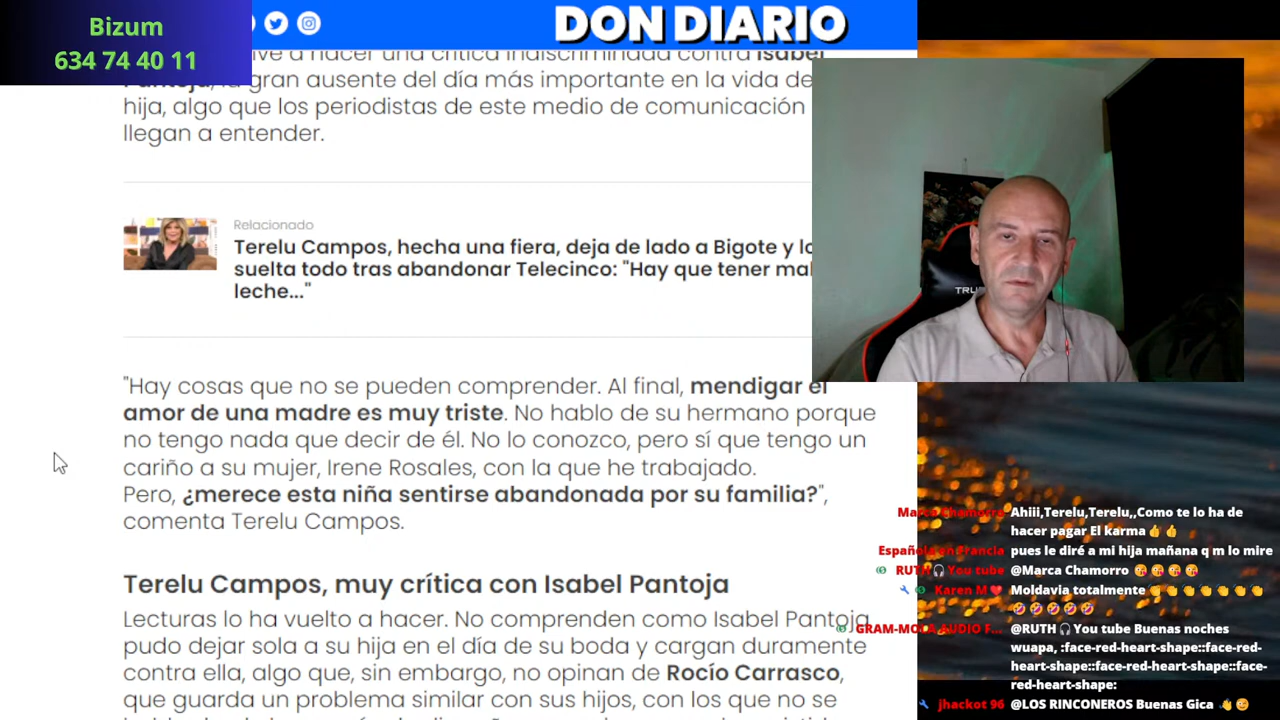 Bizum
634 74 40 11
DON DIARIO
hacer una crítica indiscriminada contra Isabel
gran ausente del día más importante en la vida de
hija, algo que los periodistas de este medio de comunicación
llegan a entender.
Relacionado
Terelu Campos, hecha una fiera, deja de lado a Bigote y lo
suelta todo tras abandonar Telecinco: "Hay que tener mal
leche..."
"Hay cosas que no se pueden comprender. Al final, mendigar el
amor de una madre es muy triste. No hablo de su hermano porque
no tengo nada que decir de él. No lo conozco, pero sí que tengo un
cariño a su mujer, Irene Rosales, con la que he trabajado.
Pero, ¿merece esta niña sentirse abandonada por su familia?",
comenta Terelu Campos.
Terelu Campos, muy crítica con Isabel Pantoja
Lecturas lo ha vuelto a hacer. No comprenden como Isabel Pantoja
pudo dejar sola a su hija en el día de su boda y cargan duramente
contra ella, algo que, sin embargo, no opinan de Rocío Carrasco,
que guarda un problema similar con sus hijos, con los que no se
TRU
Marca Chamorro Ahiii,Terelu,Terelu,,Como te lo ha de
hacer pagar El karma👍👍
Española en Francia pues le diré a mi hija mañana q m lo mire
RUTH🎧You tube @Marca Chamorro 😘😘😘😘
Karen M❤️ Moldavia totalmente 👏👏👏👏👏👏👏
🤣🤣🤣🤣🤣
GRAM-MOLA AUDIO F... @RUTH🎧You tube Buenas noches
wuapa, :face-red-heart-shape::face-red-
heart-shape::face-red-heart-shape::face-
red-heart-shape:
jhackot 96 @LOS RINCONEROS Buenas Gica 👋😊